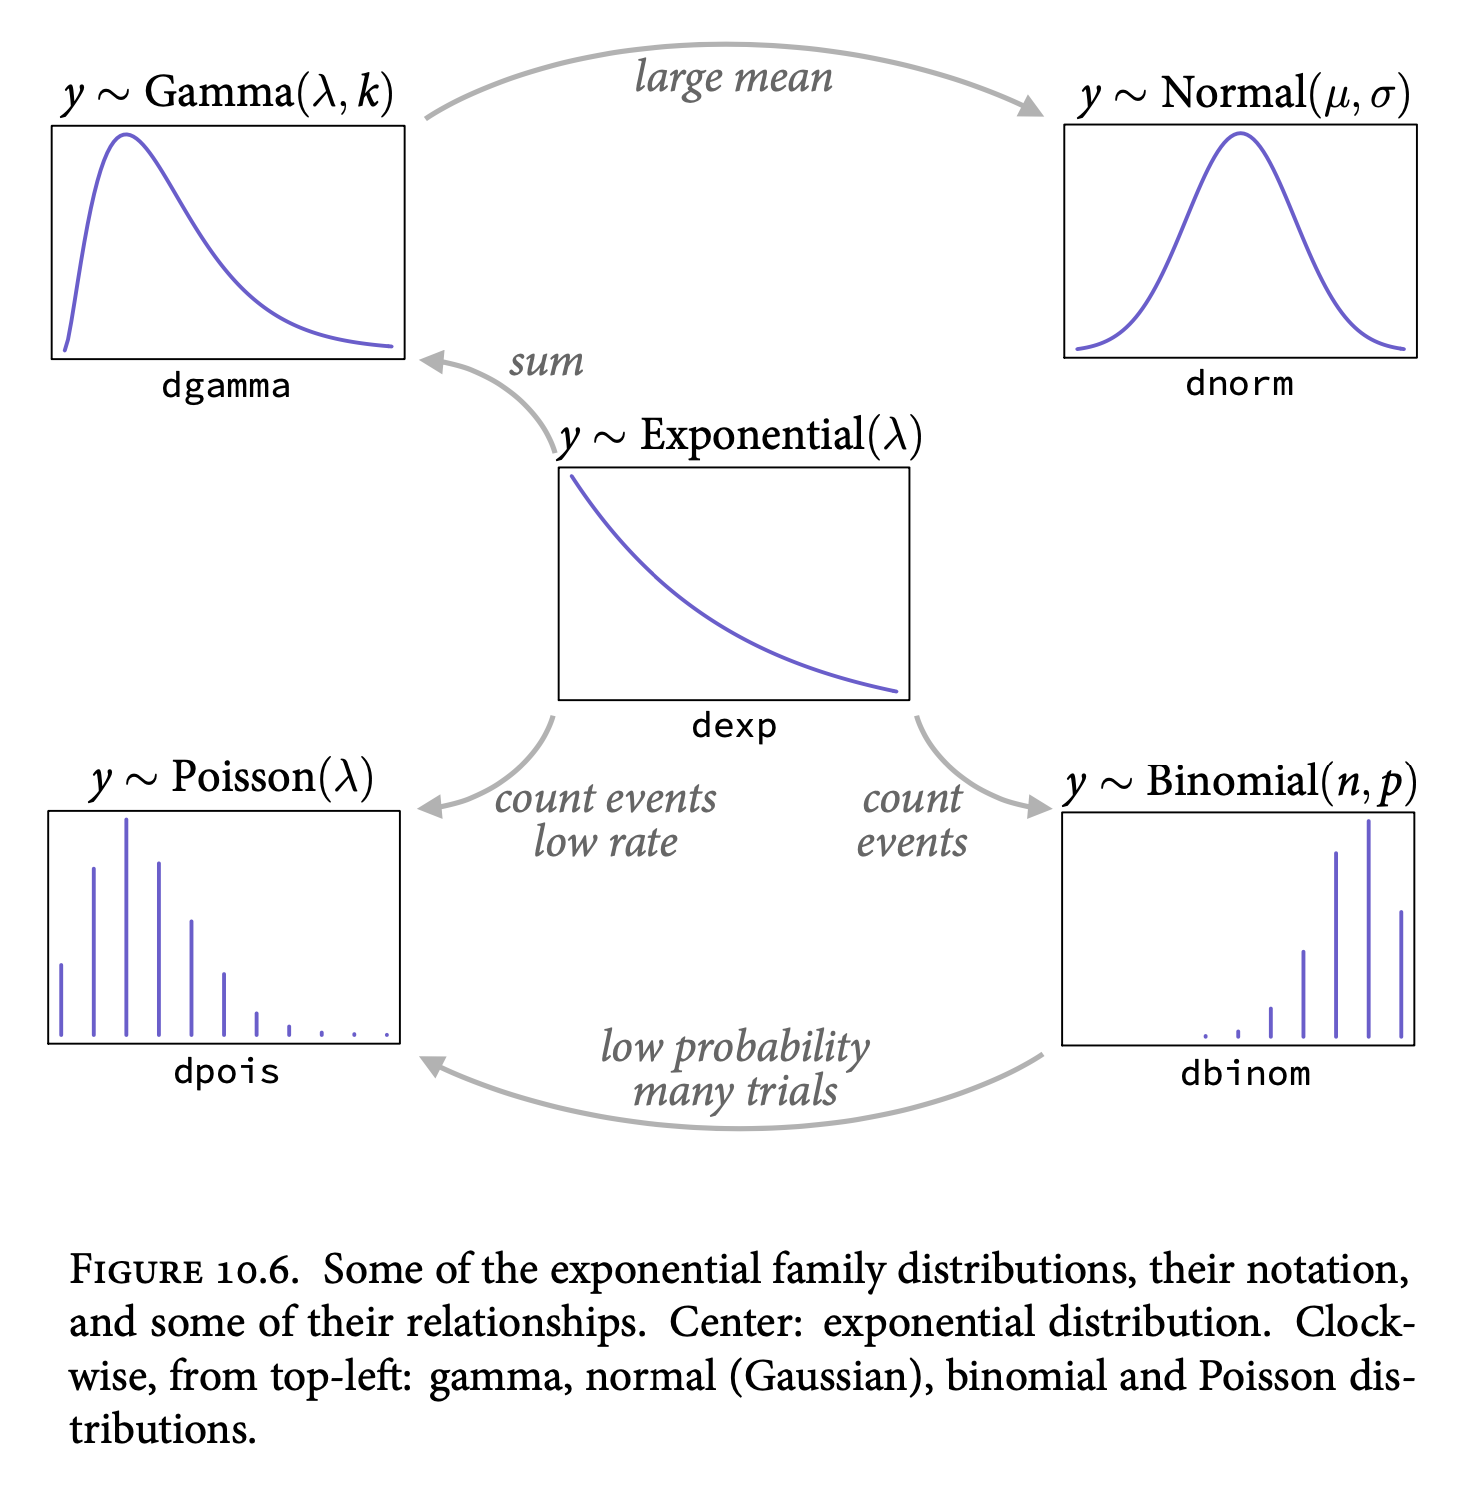 large mean
y ∼ Gamma(λ, k)
y ∼ Normal(μ, σ)
dgamma
dnorm
sum
y ∼ Exponential(λ)
dexp
y ∼ Poisson(λ)
y ∼ Binomial(n, p)
count events
low rate
count
events
dpois
dbinom
low probability
many trials
Figure 10.6. Some of the exponential family distributions, their notation,
and some of their relationships. Center: exponential distribution. Clock-
wise, from top-left: gamma, normal (Gaussian), binomial and Poisson dis-
tributions.